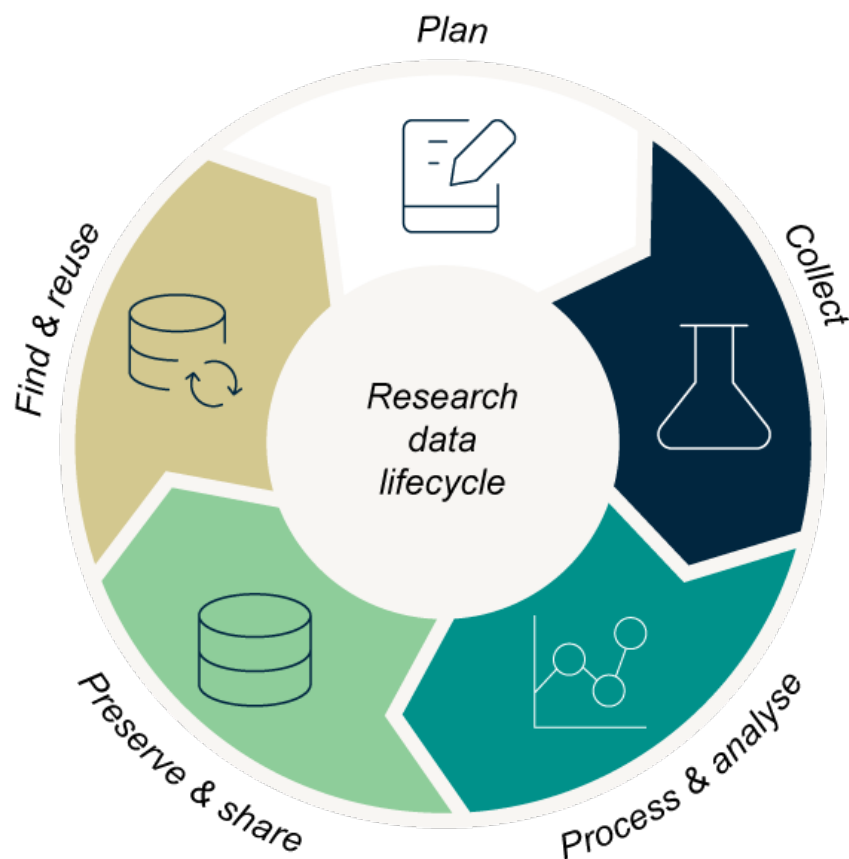 Plan
Collect
Process & analyse
Preserve & share
Find & reuse
Research
data
lifecycle